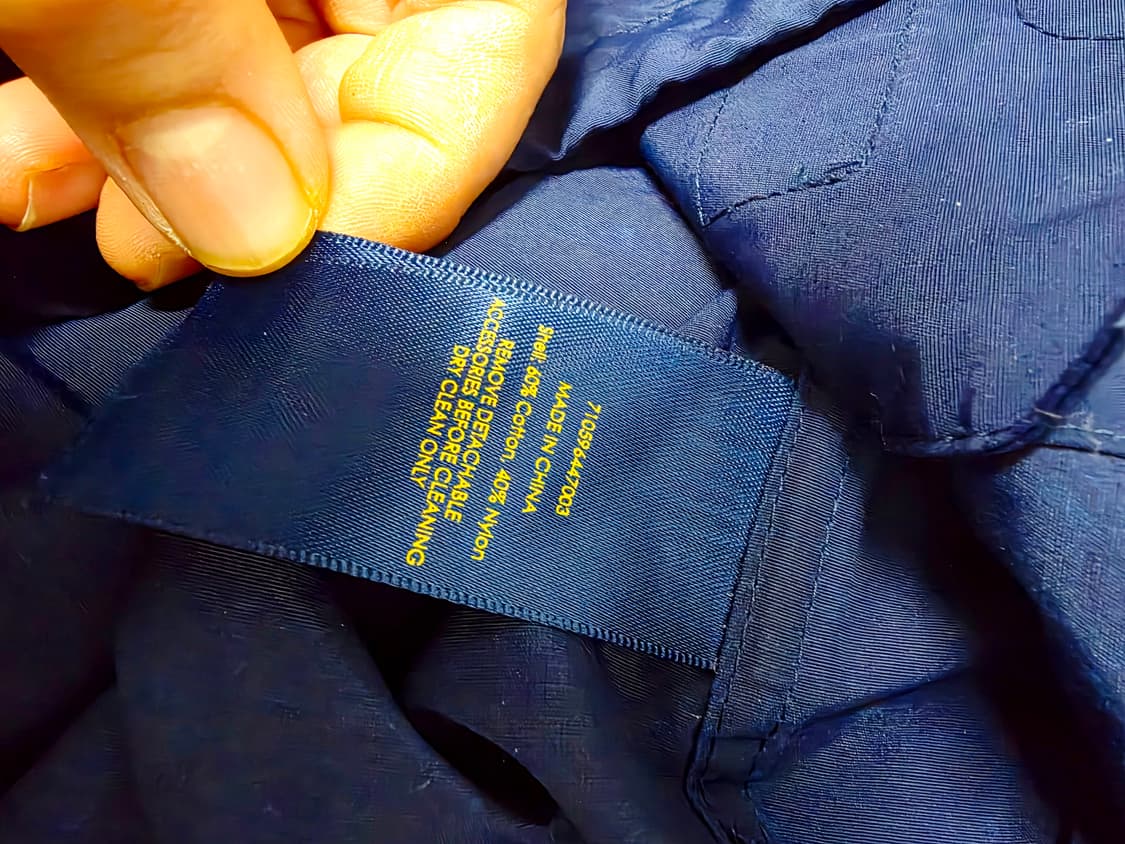 710596447003
MADE IN CHINA
Shell: 60% Cotton. 40% Nylon
REMOVE DETACHABLE
ACCESSORIES BEFORE CLEANING
DRY CLEAN ONLY